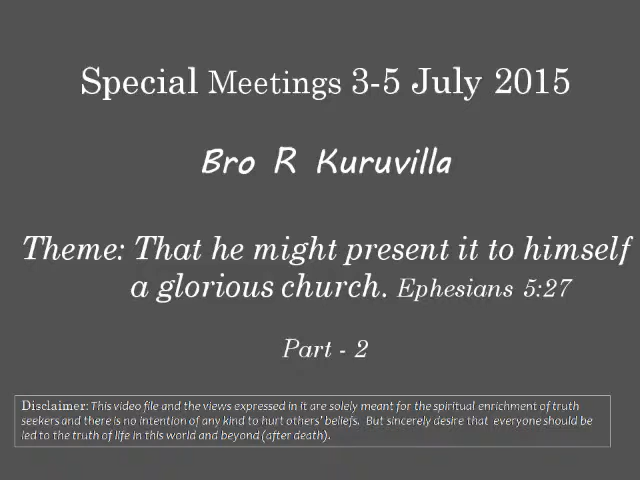 Special Meetings 3-5 July 2015
Bro R Kuruvilla
Theme: That he might present it to himself
a glorious church. Ephesians 5:27
Part - 2
Disclaimer: This video file and the views expressed in it are solely meant for the spiritual enrichment of truth
seekers and there is no intention of any kind to hurt others' beliefs. But sincerely desire that everyone should be
led to the truth of life in this world and beyond (after death).